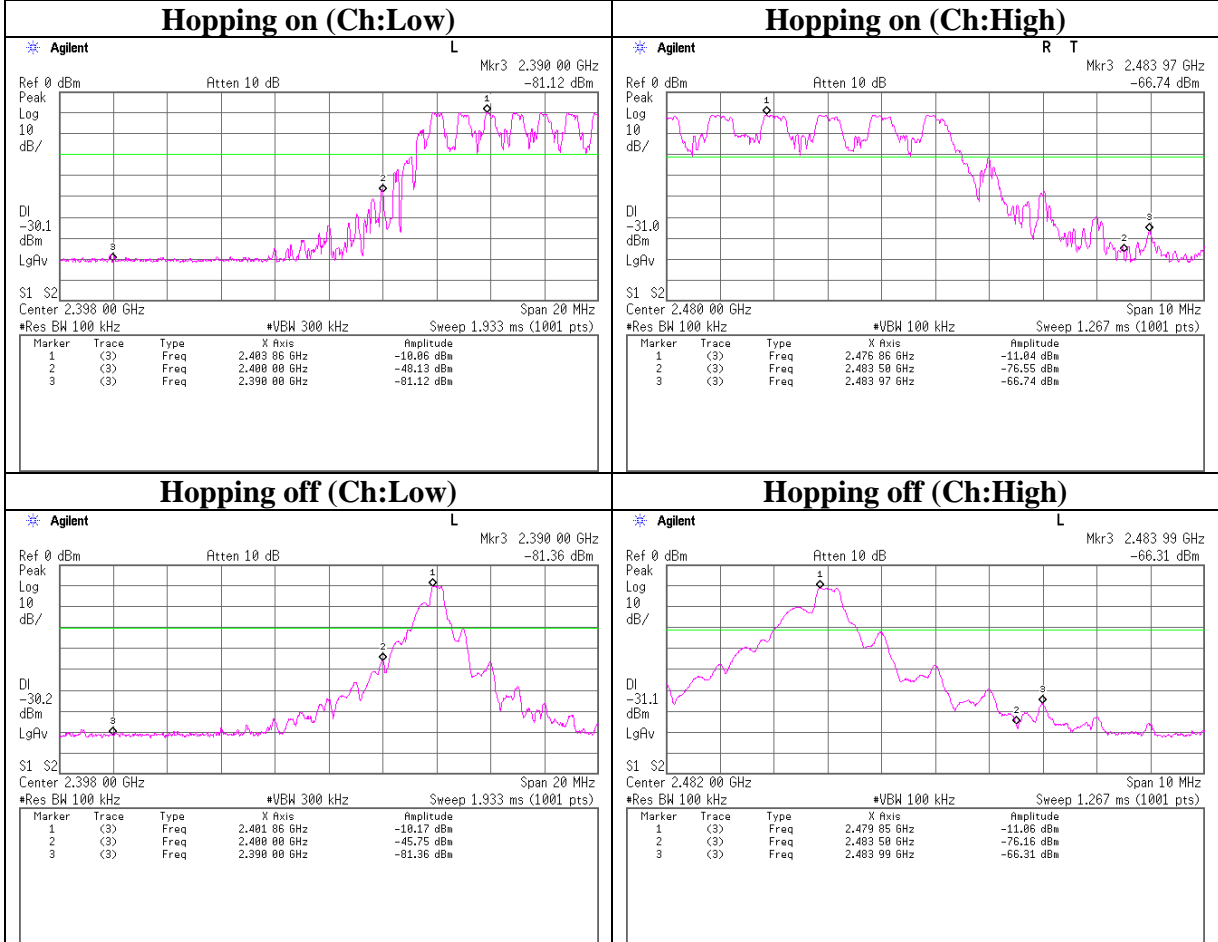 Hopping on (Ch:Low)
Agilent
L
Mkr3 2.390 00 GHz
Ref 0 dBm
Atten 10 dB
-81.12 dBm
Peak
Log
10
dB/
1
2
3
DI
-30.1
dBm
LgAv
S1 S2
Center 2.398 00 GHz
Span 20 MHz
#Res BW 100 kHz
#VBW 300 kHz
Sweep 1.933 ms (1001 pts)
Marker Trace Type X Axis Amplitude
1 (3) Freq 2.403 86 GHz -10.06 dBm
2 (3) Freq 2.400 00 GHz -48.13 dBm
3 (3) Freq 2.390 00 GHz -81.12 dBm
Hopping on (Ch:High)
Agilent
R T
Mkr3 2.483 97 GHz
Ref 0 dBm
Atten 10 dB
-66.74 dBm
Peak
Log
10
dB/
1
2
3
DI
-31.0
dBm
LgAv
S1 S2
Center 2.480 00 GHz
Span 10 MHz
#Res BW 100 kHz
#VBW 300 kHz
Sweep 1.267 ms (1001 pts)
Marker Trace Type X Axis Amplitude
1 (3) Freq 2.476 86 GHz -11.04 dBm
2 (3) Freq 2.483 50 GHz -76.55 dBm
3 (3) Freq 2.483 97 GHz -66.74 dBm
Hopping off (Ch:Low)
Agilent
L
Mkr3 2.390 00 GHz
Ref 0 dBm
Atten 10 dB
-81.36 dBm
Peak
Log
10
dB/
1
2
3
DI
-30.2
dBm
LgAv
S1 S2
Center 2.398 00 GHz
Span 20 MHz
#Res BW 100 kHz
#VBW 300 kHz
Sweep 1.933 ms (1001 pts)
Marker Trace Type X Axis Amplitude
1 (3) Freq 2.401 86 GHz -10.17 dBm
2 (3) Freq 2.400 00 GHz -45.75 dBm
3 (3) Freq 2.390 00 GHz -81.36 dBm
Hopping off (Ch:High)
Agilent
L
Mkr3 2.483 99 GHz
Ref 0 dBm
Atten 10 dB
-66.31 dBm
Peak
Log
10
dB/
1
2
3
DI
-31.1
dBm
LgAv
S1 S2
Center 2.482 00 GHz
Span 10 MHz
#Res BW 100 kHz
#VBW 100 kHz
Sweep 1.267 ms (1001 pts)
Marker Trace Type X Axis Amplitude
1 (3) Freq 2.479 85 GHz -11.06 dBm
2 (3) Freq 2.483 50 GHz -76.16 dBm
3 (3) Freq 2.483 99 GHz -66.31 dBm